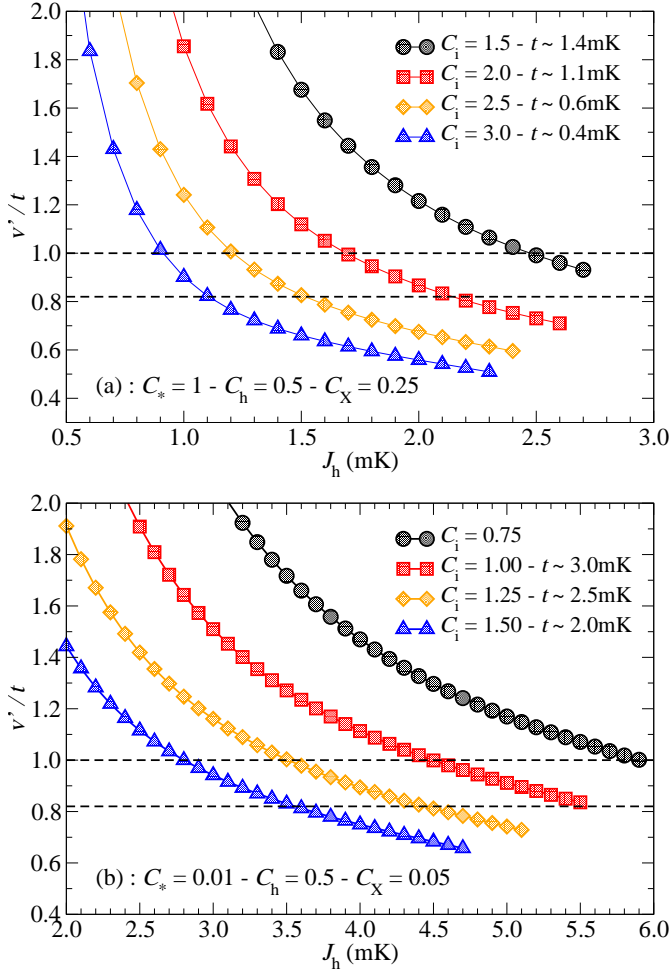 2.0
1.8
1.6
1.4
1.2
1.0
0.8
0.6
0.4
v’/t
C_i = 1.5 - t ~ 1.4mK
C_i = 2.0 - t ~ 1.1mK
C_i = 2.5 - t ~ 0.6mK
C_i = 3.0 - t ~ 0.4mK
(a) : C_* = 1 - C_h = 0.5 - C_X = 0.25
0.5 1.0 1.5 2.0 2.5 3.0
J_h (mK)
2.0
1.8
1.6
1.4
1.2
1.0
0.8
0.6
0.4
v’/t
C_i = 0.75
C_i = 1.00 - t ~ 3.0mK
C_i = 1.25 - t ~ 2.5mK
C_i = 1.50 - t ~ 2.0mK
(b) : C_* = 0.01 - C_h = 0.5 - C_X = 0.05
2.0 2.5 3.0 3.5 4.0 4.5 5.0 5.5 6.0
J_h (mK)